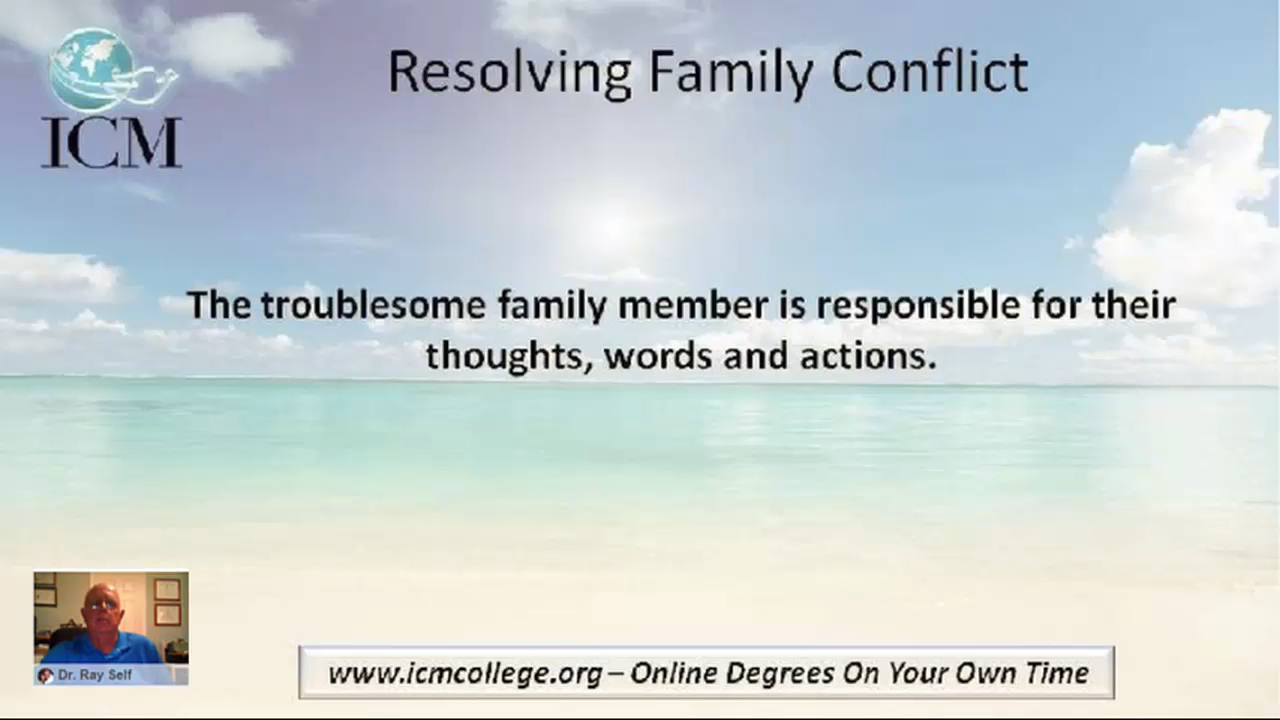 ICM
Resolving Family Conflict
The troublesome family member is responsible for their
thoughts, words and actions.
Dr. Ray Self
www.icmcollege.org – Online Degrees On Your Own Time